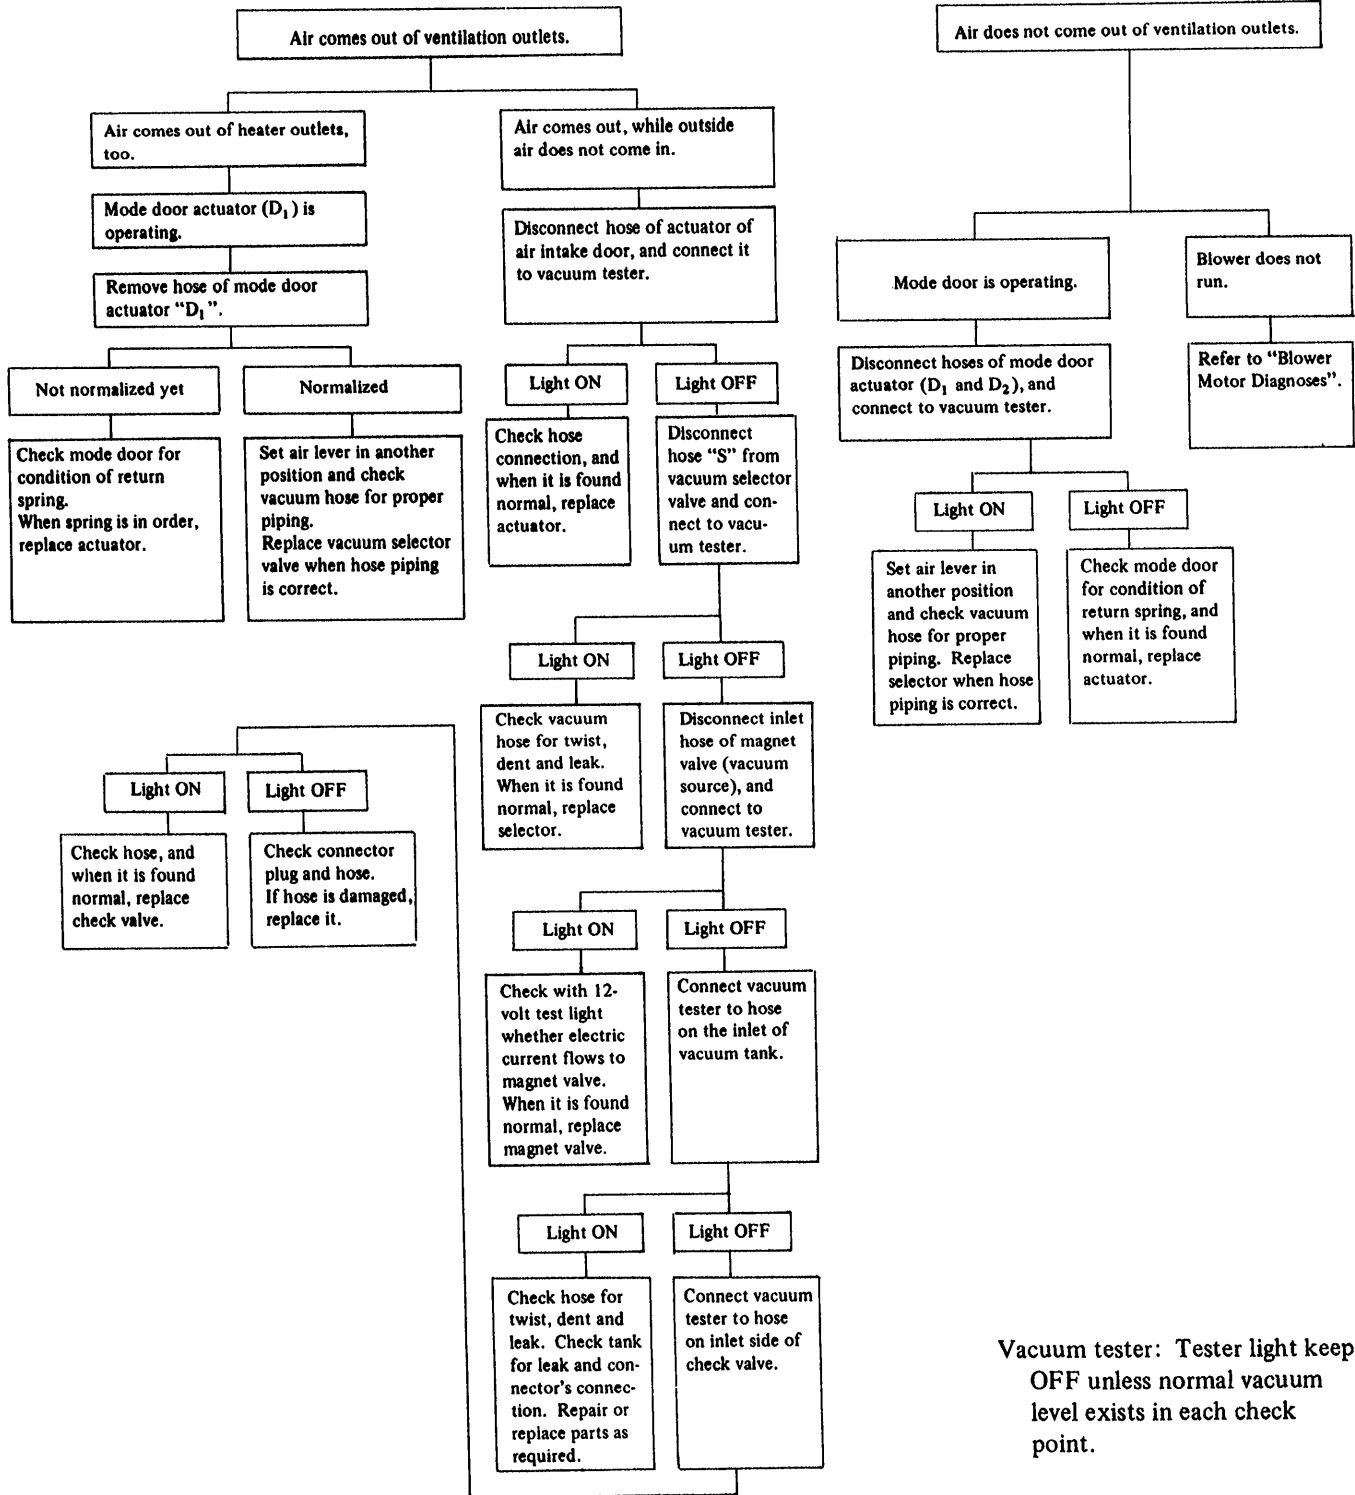 Air comes out of ventilation outlets.
Air comes out of heater outlets,
too.
Mode door actuator (D₁) is
operating.
Remove hose of mode door
actuator “D₁”.
Not normalized yet
Check mode door for
condition of return
spring.
When spring is in order,
replace actuator.
Normalized
Set air lever in another
position and check
vacuum hose for proper
piping.
Replace vacuum selector
valve when hose piping
is correct.
Air comes out, while outside
air does not come in.
Disconnect hose of actuator of
air intake door, and connect it
to vacuum tester.
Light ON
Check hose
connection, and
when it is found
normal, replace
actuator.
Light OFF
Disconnect
hose “S” from
vacuum selector
valve and con-
nect to vacu-
um tester.
Light ON
Check vacuum
hose for twist,
dent and leak.
When it is found
normal, replace
selector.
Light OFF
Disconnect inlet
hose of magnet
valve (vacuum
source), and
connect to
vacuum tester.
Light ON
Check with 12-
volt test light
whether electric
current flows to
magnet valve.
When it is found
normal, replace
magnet valve.
Light OFF
Connect vacuum
tester to hose
on the inlet of
vacuum tank.
Light ON
Check hose for
twist, dent and
leak. Check tank
for leak and con-
nector’s connec-
tion. Repair or
replace parts as
required.
Light OFF
Connect vacuum
tester to hose
on inlet side of
check valve.
Light ON
Check hose, and
when it is found
normal, replace
check valve.
Light OFF
Check connector
plug and hose.
If hose is damaged,
replace it.
Air does not come out of ventilation outlets.
Mode door is operating.
Disconnect hoses of mode door
actuator (D₁ and D₂), and
connect to vacuum tester.
Light ON
Set air lever in
another position
and check vacuum
hose for proper
piping. Replace
selector when hose
piping is correct.
Light OFF
Check mode door
for condition of
return spring, and
when it is found
normal, replace
actuator.
Blower does not
run.
Refer to “Blower
Motor Diagnoses”.
Vacuum tester: Tester light keep
OFF unless normal vacuum
level exists in each check
point.